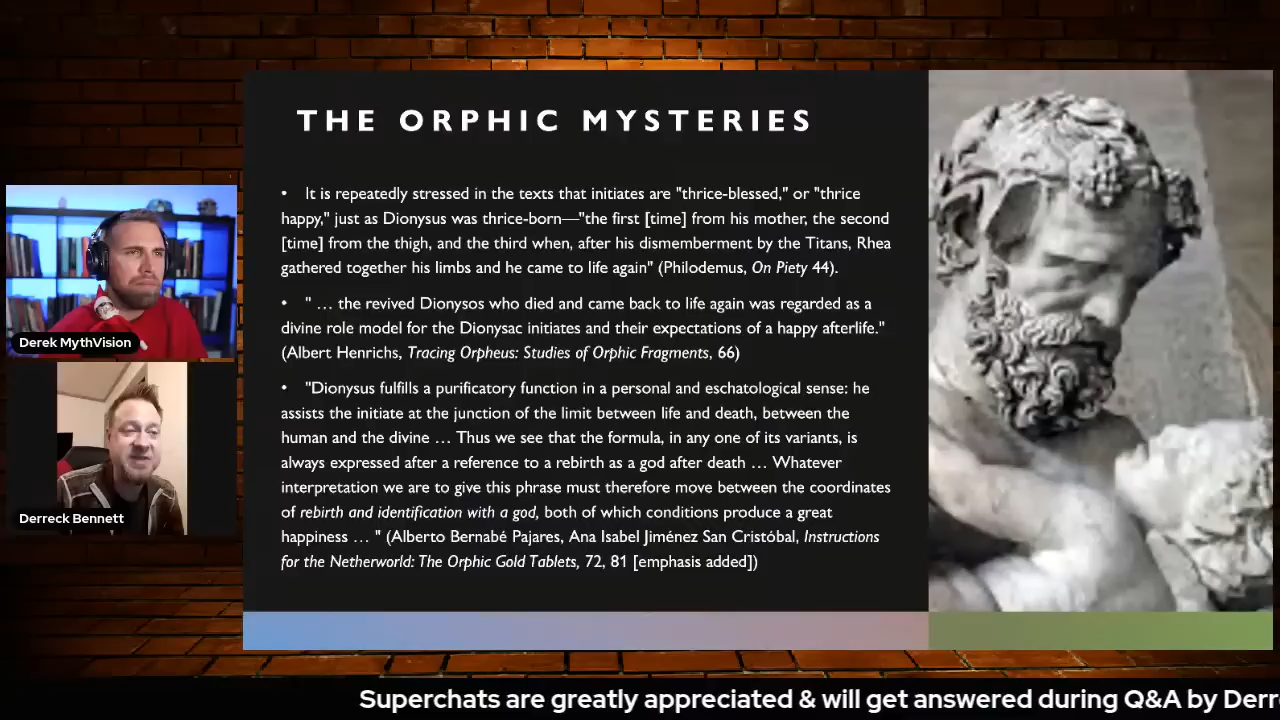 THE ORPHIC MYSTERIES
• It is repeatedly stressed in the texts that initiates are "thrice-blessed," or "thrice
happy," just as Dionysus was thrice-born—"the first [time] from his mother, the second
[time] from the thigh, and the third when, after his dismemberment by the Titans, Rhea
gathered together his limbs and he came to life again" (Philodemus, On Piety 44).
• " … the revived Dionysos who died and came back to life again was regarded as a
divine role model for the Dionysac initiates and their expectations of a happy afterlife."
(Albert Henrichs, Tracing Orpheus: Studies of Orphic Fragments, 66)
• "Dionysus fulfills a purificatory function in a personal and eschatological sense: he
assists the initiate at the junction of the limit between life and death, between the
human and the divine … Thus we see that the formula, in any one of its variants, is
always expressed after a reference to a rebirth as a god after death … Whatever
interpretation we are to give this phrase must therefore move between the coordinates
of rebirth and identification with a god, both of which conditions produce a great
happiness … " (Alberto Bernabé Pajares, Ana Isabel Jiménez San Cristóbal, Instructions
for the Netherworld: The Orphic Gold Tablets, 72, 81 [emphasis added])
Derek MythVision
Derreck Bennett
Superchats are greatly appreciated & will get answered during Q&A by Derr